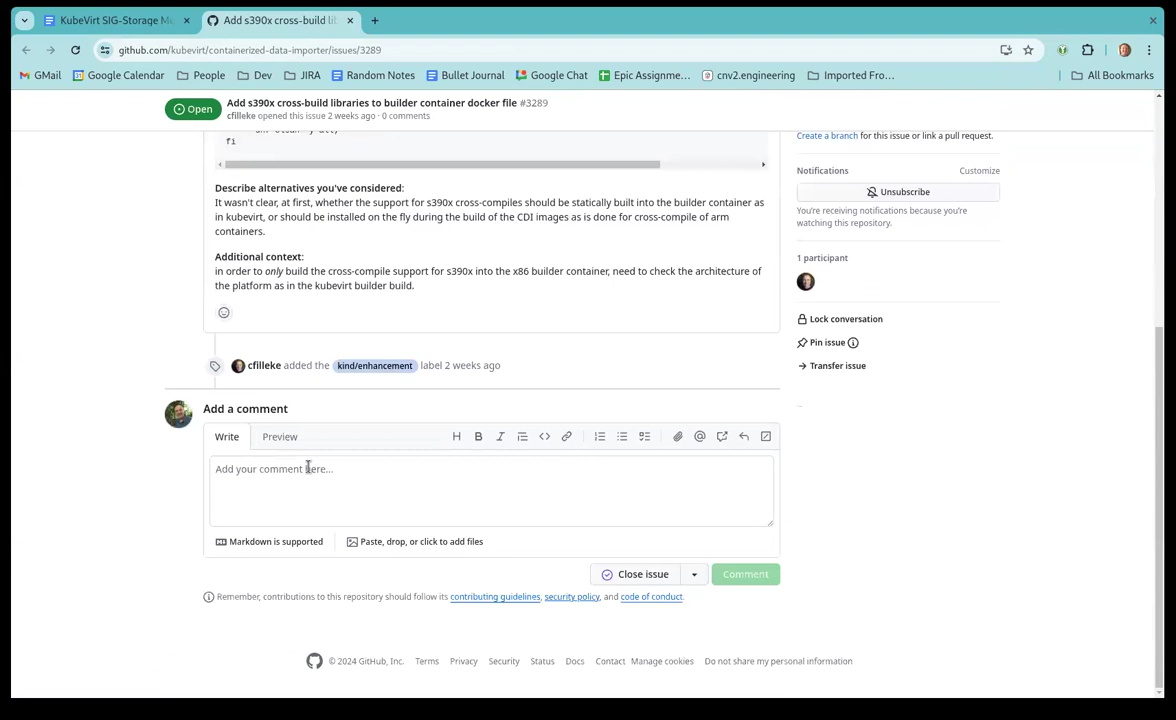 KubeVirt SIG-Storage M
Add s390x cross-build lib
github.com/kubevirt/containerized-data-importer/issues/3289
GMail
Google Calendar
People
Dev
JIRA
Random Notes
Bullet Journal
Google Chat
Epic Assignme...
cnv2.engineering
Imported Fro...
All Bookmarks
Open
Add s390x cross-build libraries to builder container docker file #3289
cfilleke opened this issue 2 weeks ago · 0 comments
fi
Describe alternatives you've considered:
It wasn't clear, at first, whether the support for s390x cross-compiles should be statically built into the builder container as
in kubevirt, or should be installed on the fly during the build of the CDI images as is done for cross-compile of arm
containers.
Additional context:
in order to only build the cross-compile support for s390x into the x86 builder container, need to check the architecture of
the platform as in the kubevirt builder build.
cfilleke added the kind/enhancement label 2 weeks ago
Add a comment
Write
Preview
Add your comment here...
Markdown is supported
Paste, drop, or click to add files
Close issue
Comment
Remember, contributions to this repository should follow its contributing guidelines, security policy, and code of conduct.
Create a branch for this issue or link a pull request.
Notifications
Customize
Unsubscribe
You're receiving notifications because you're
watching this repository.
1 participant
Lock conversation
Pin issue
Transfer issue
© 2024 GitHub, Inc.
Terms
Privacy
Security
Status
Docs
Contact
Manage cookies
Do not share my personal information